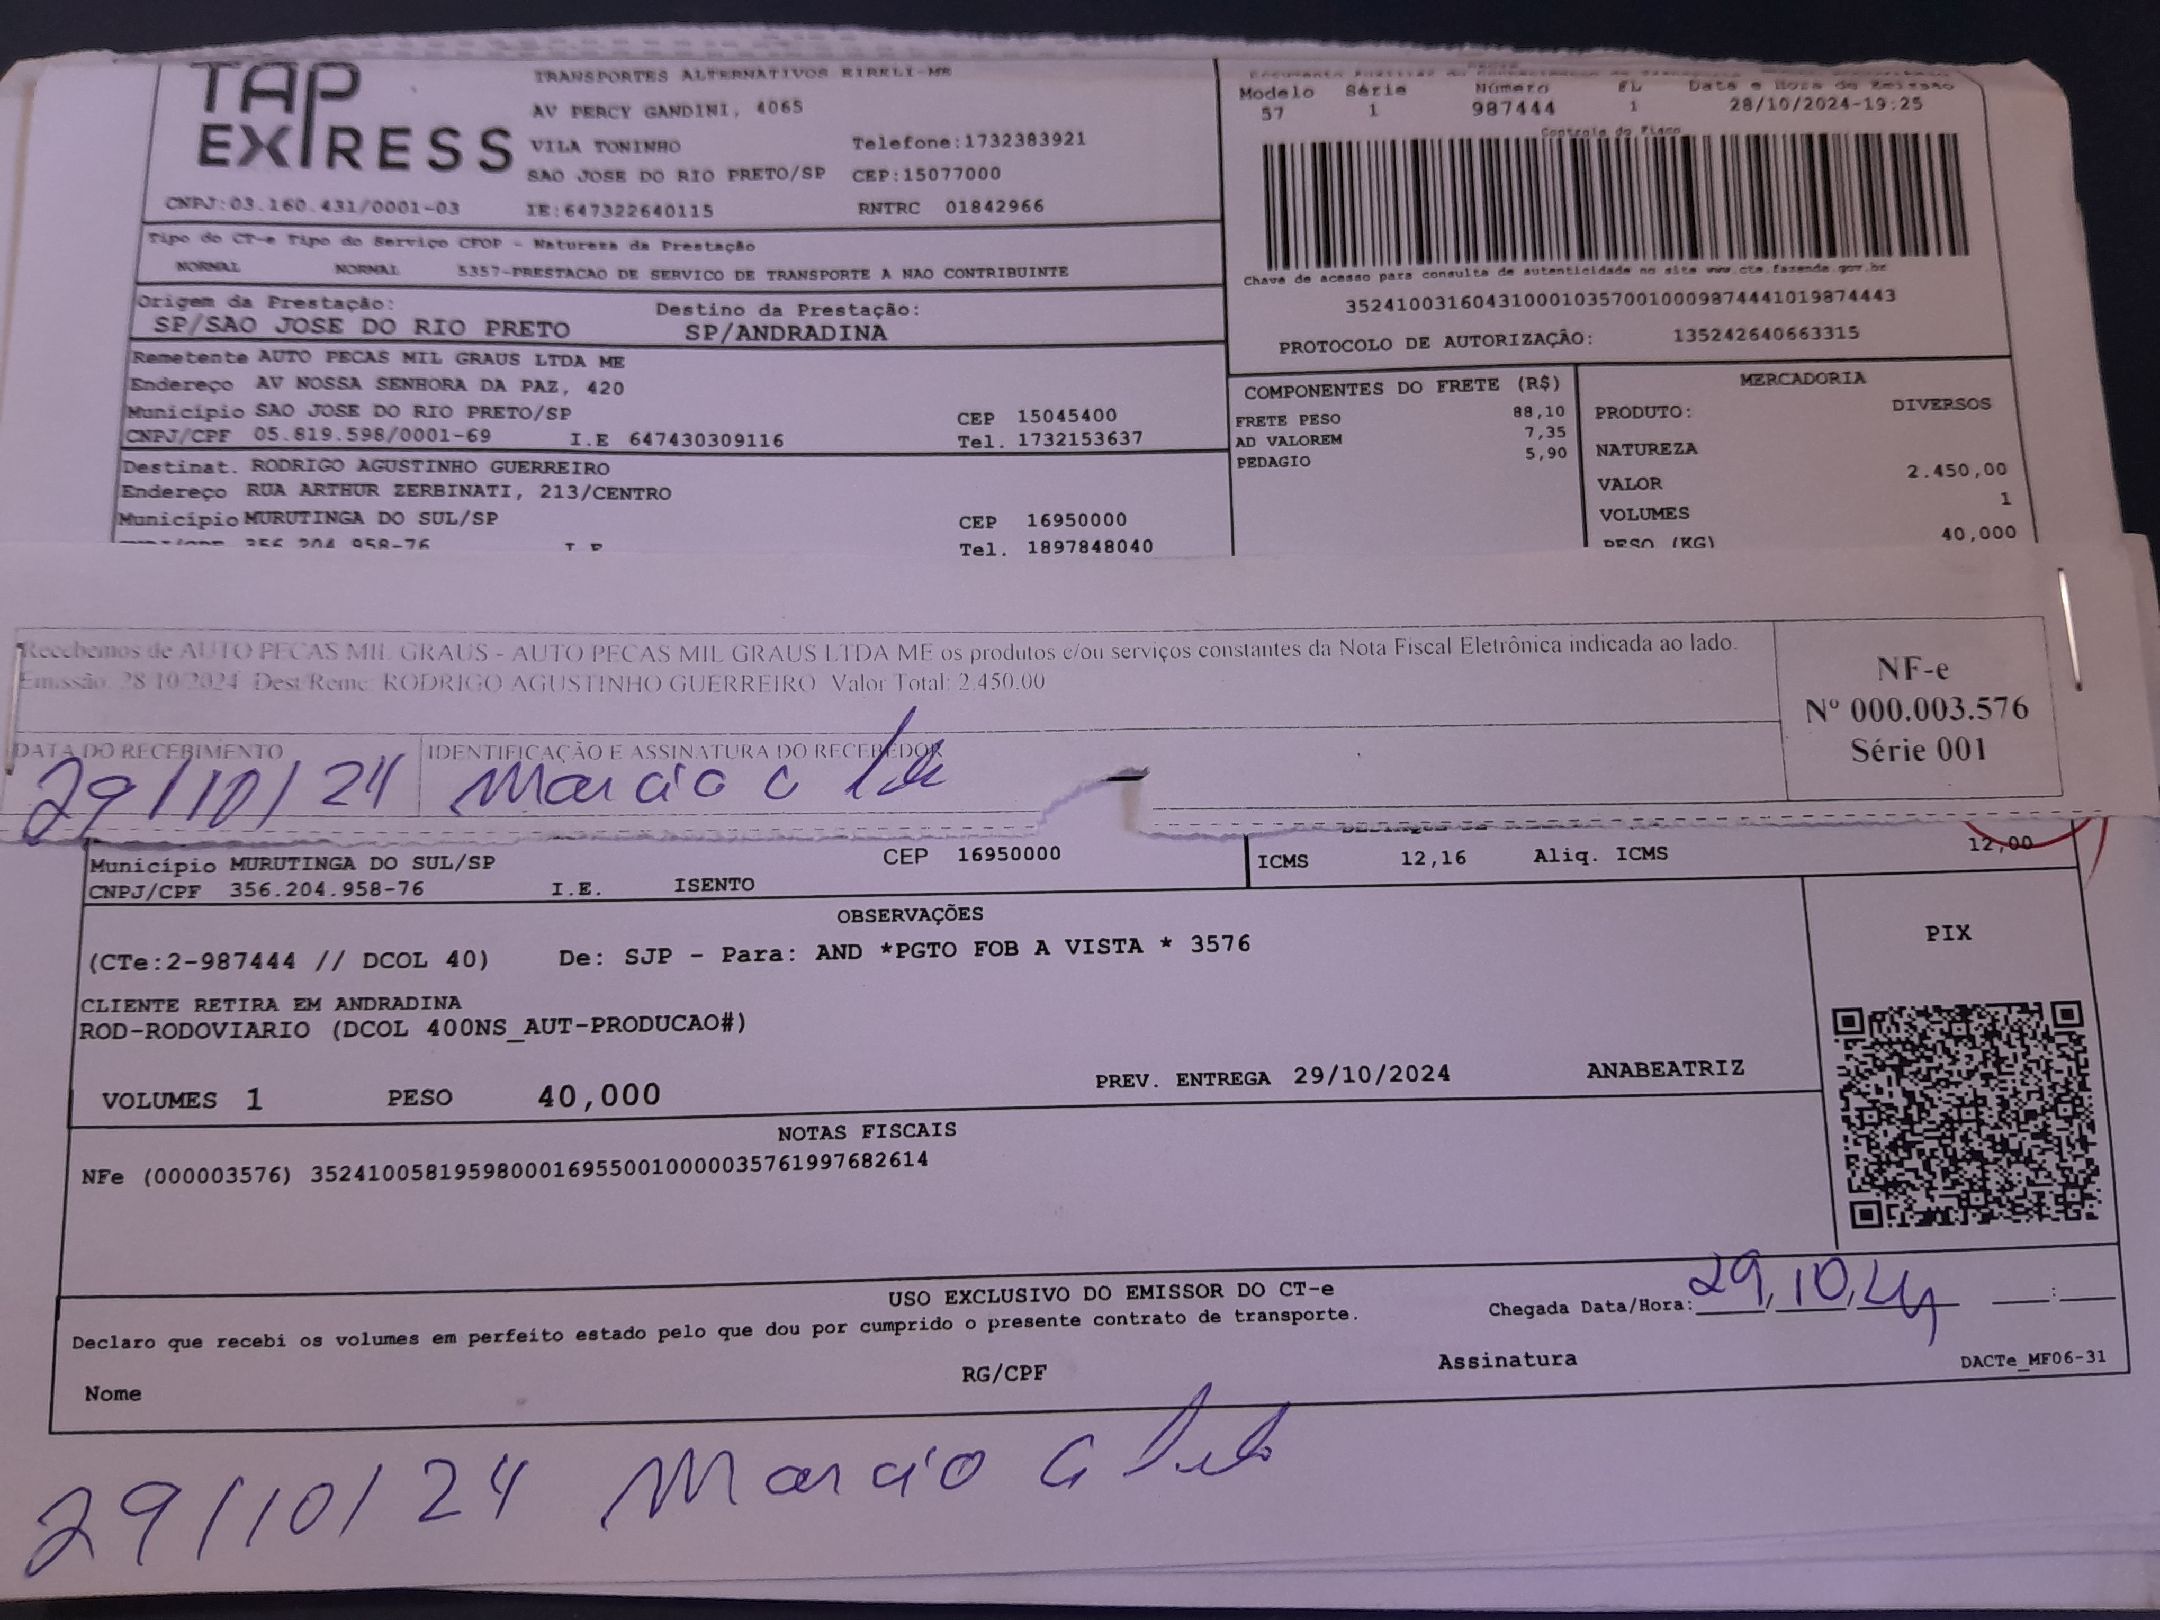 TAP
EXPRESS
TRANSPORTES ALTERNATIVOS EIRELI-ME
AV PERCY GANDINI, 4065
VILA TONINHO Telefone:1732383921
SAO JOSE DO RIO PRETO/SP CEP:15077000
CNPJ:03.160.431/0001-03 IE:647322640115 RNTRC 01842966
Modelo Série Número FL Data e Hora de Emissão
57 1 987444 1 28/10/2024-19:25
Controle do Fisco
Chave de acesso para consulta de autenticidade no site www.cte.fazenda.gov.br
35241003160431000103570010009874441019874443
PROTOCOLO DE AUTORIZAÇÃO: 135242640663315
Tipo do CT-e Tipo do Serviço CFOP - Natureza da Prestação
NORMAL NORMAL 5357-PRESTACAO DE SERVICO DE TRANSPORTE A NAO CONTRIBUINTE
Origem da Prestação: Destino da Prestação:
SP/SAO JOSE DO RIO PRETO SP/ANDRADINA
Remetente AUTO PECAS MIL GRAUS LTDA ME
Endereço AV NOSSA SENHORA DA PAZ, 420
Município SAO JOSE DO RIO PRETO/SP CEP 15045400
CNPJ/CPF 05.819.598/0001-69 I.E 647430309116 Tel. 1732153637
Destinat. RODRIGO AGUSTINHO GUERREIRO
Endereço RUA ARTHUR ZERBINATI, 213/CENTRO
Município MURUTINGA DO SUL/SP CEP 16950000
356.204.958-76 I.E Tel. 1897848040
COMPONENTES DO FRETE (R$)
FRETE PESO 88,10
AD VALOREM 7,35
PEDAGIO 5,90
MERCADORIA
PRODUTO: DIVERSOS
NATUREZA
VALOR 2.450,00
VOLUMES 1
PESO (KG) 40,000
Recebemos de AUTO PECAS MIL GRAUS - AUTO PECAS MIL GRAUS LTDA ME os produtos e/ou serviços constantes da Nota Fiscal Eletrônica indicada ao lado.
Emissão: 28/10/2024 Dest/Reme: RODRIGO AGUSTINHO GUERREIRO Valor Total: 2.450.00
NF-e
Nº 000.003.576
Série 001
DATA DO RECEBIMENTO IDENTIFICAÇÃO E ASSINATURA DO RECEBEDOR
29/10/24 Marcio
Município MURUTINGA DO SUL/SP CEP 16950000
CNPJ/CPF 356.204.958-76 I.E. ISENTO
ICMS 12,16 Aliq. ICMS 12,00
OBSERVAÇÕES
(CTe:2-987444 // DCOL 40) De: SJP - Para: AND *PGTO FOB A VISTA * 3576
CLIENTE RETIRA EM ANDRADINA
ROD-RODOVIARIO (DCOL 400NS_AUT-PRODUCAO#)
VOLUMES 1 PESO 40,000 PREV. ENTREGA 29/10/2024 ANABEATRIZ
PIX
NOTAS FISCAIS
NFe (000003576) 35241005819598000169550010000035761997682614
USO EXCLUSIVO DO EMISSOR DO CT-e
Declaro que recebi os volumes em perfeito estado pelo que dou por cumprido o presente contrato de transporte.
Chegada Data/Hora: 29,10,24 :
Nome RG/CPF Assinatura DACTe_MF06-31
29/10/24 Marcio